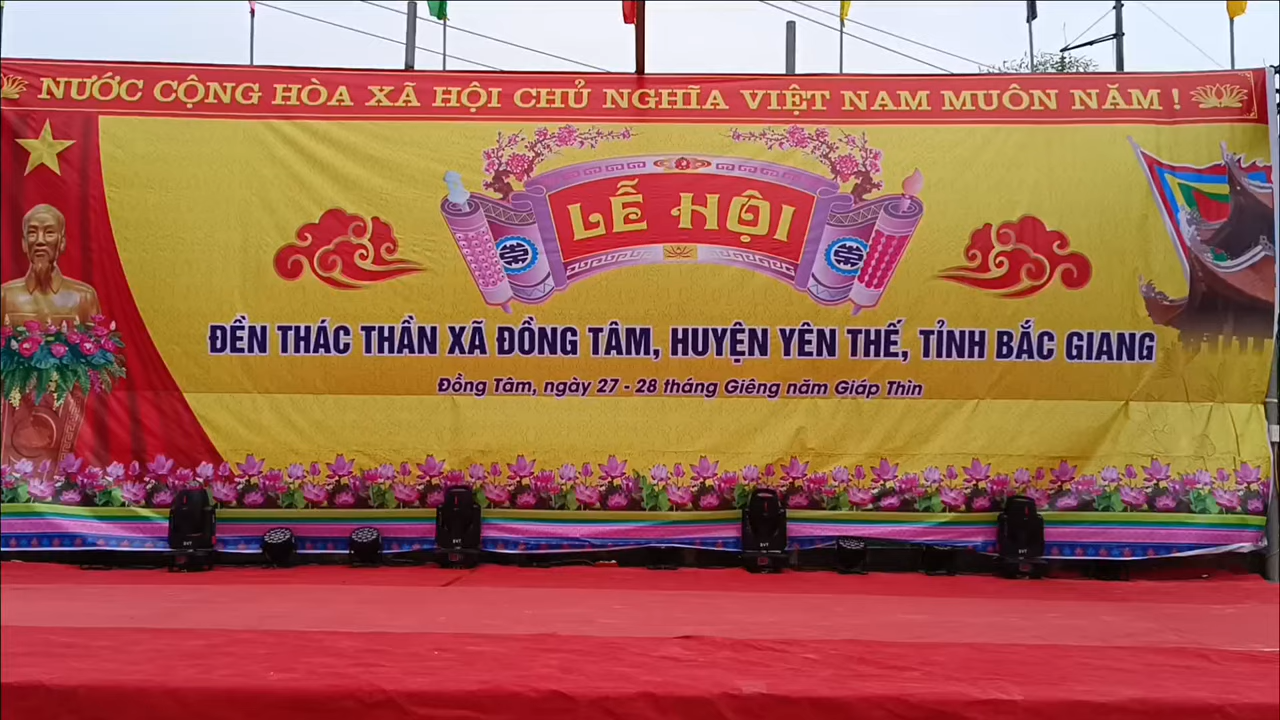 NƯỚC CỘNG HÒA XÃ HỘI CHỦ NGHĨA VIỆT NAM MUÔN NĂM !
LỄ HỘI
ĐỀN THÁC THẦN XÃ ĐỒNG TÂM, HUYỆN YÊN THẾ, TỈNH BẮC GIANG
Đồng Tâm, ngày 27 - 28 tháng Giêng năm Giáp Thìn